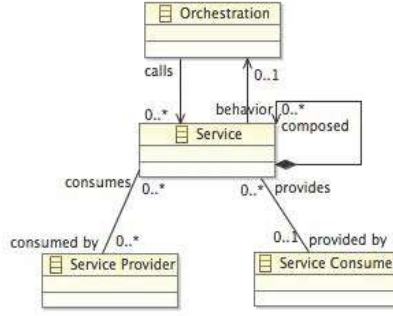 Orchestration
calls
0..1
0..*
behavior
0..*
Service
composed
consumes
0..*
0..*
provides
consumed by
0..*
0..1
provided by
Service Provider
Service Consume